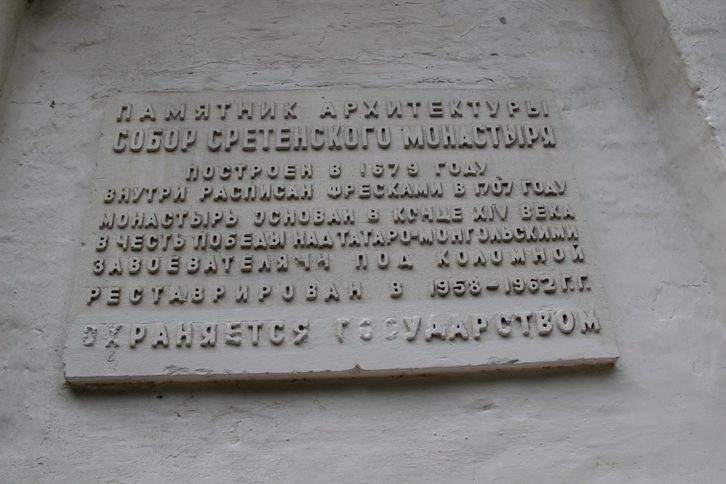 ПАМЯТНИК АРХИТЕКТУРЫ
СОБОР СРЕТЕНСКОГО МОНАСТЫРЯ
ПОСТРОЕН В 1679 ГОДУ
ВНУТРИ РАСПИСАН ФРЕСКАМИ В 1707 ГОДУ
МОНАСТЫРЬ ОСНОВАН В КОНЦЕ XIV ВЕКА
В ЧЕСТЬ ПОБЕДЫ НАД ТАТАРО-МОНГОЛЬСКИМИ
ЗАВОЕВАТЕЛЯМИ ПОД КОЛОМНОЙ
РЕСТАВРИРОВАН В 1958-1962 Г.Г.
ОХРАНЯЕТСЯ ГОСУДАРСТВОМ